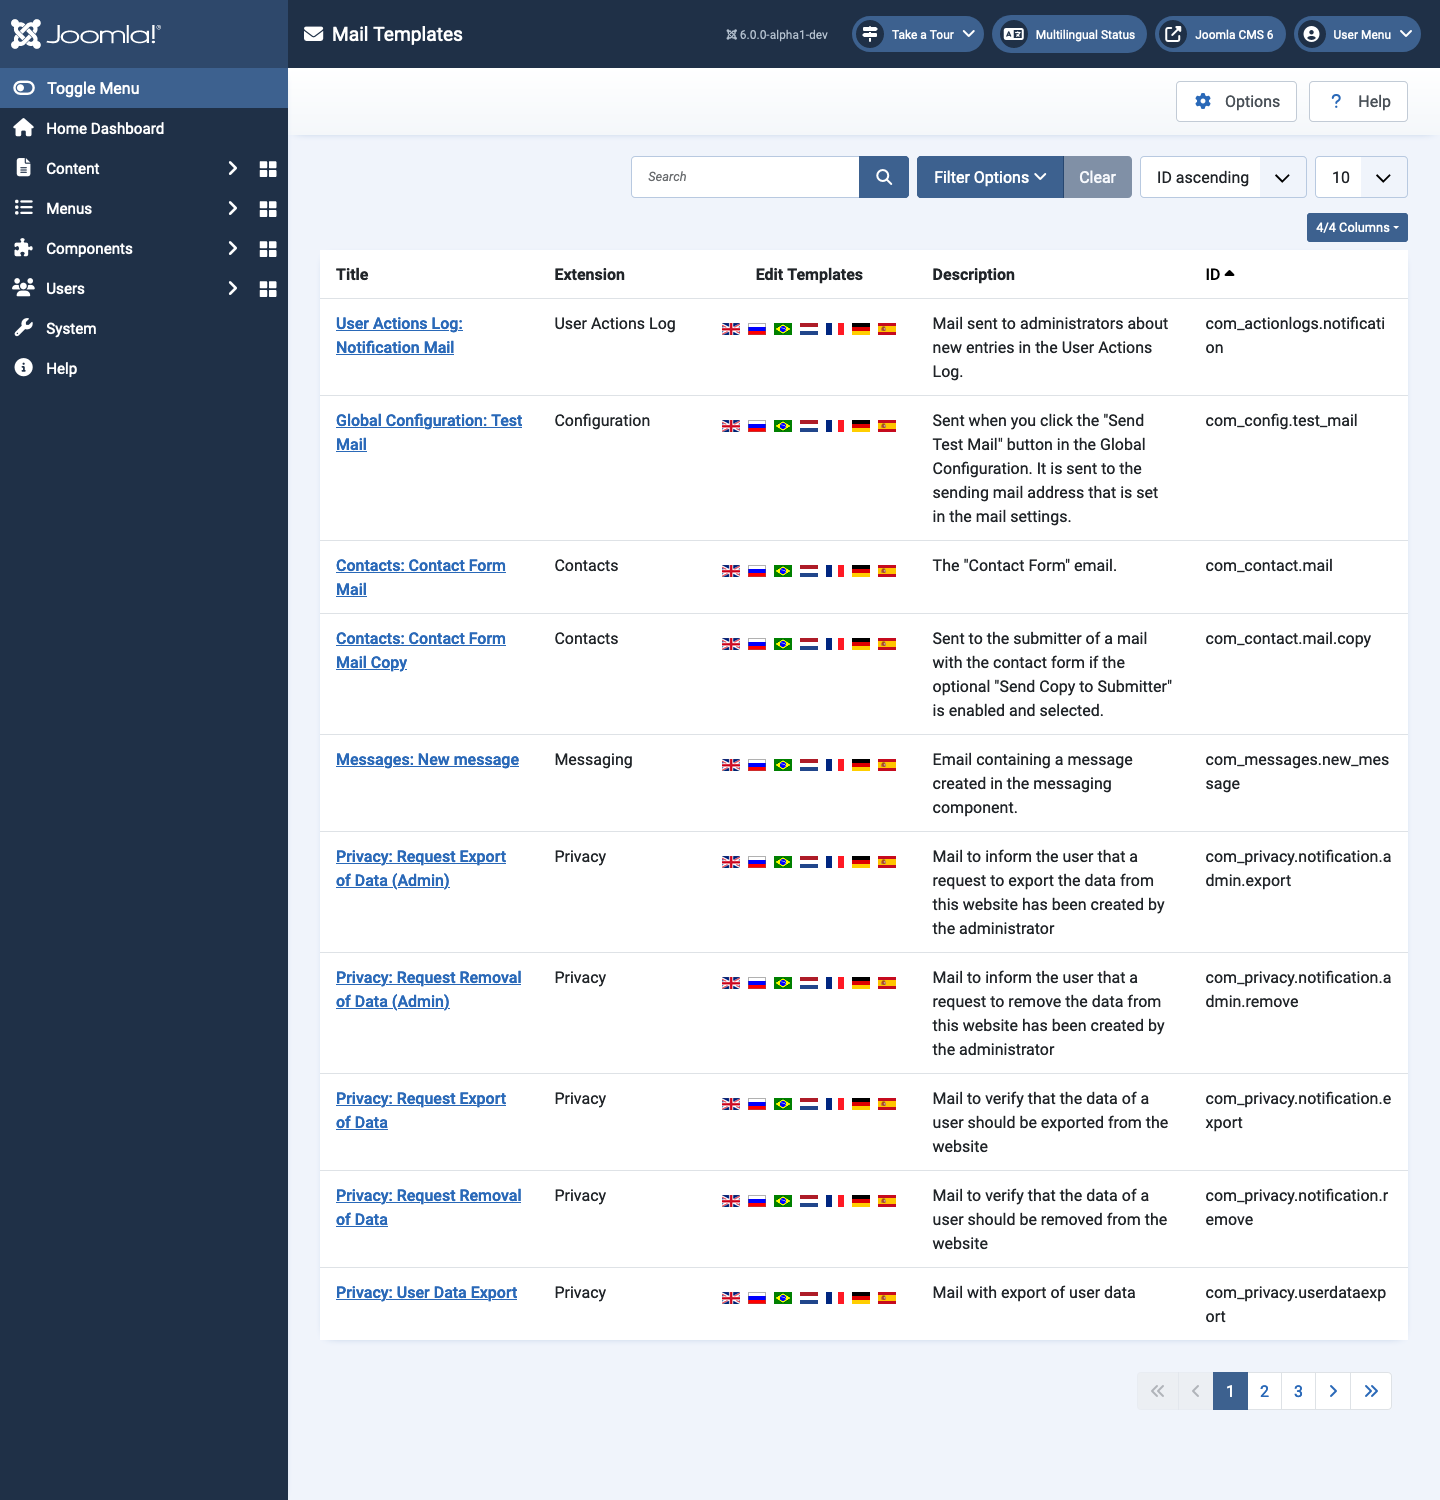 Joomla!®
Mail Templates
6.0.0-alpha1-dev
Take a Tour
Multilingual Status
Joomla CMS 6
User Menu
Toggle Menu
Home Dashboard
Content
Menus
Components
Users
System
Help
Options
? Help
Search
Filter Options
Clear
ID ascending
10
4/4 Columns
Title Extension Edit Templates Description ID
User Actions Log:
Notification Mail
User Actions Log
Mail sent to administrators about
new entries in the User Actions
Log.
com_actionlogs.notificati
on
Global Configuration: Test
Mail
Configuration
Sent when you click the "Send
Test Mail" button in the Global
Configuration. It is sent to the
sending mail address that is set
in the mail settings.
com_config.test_mail
Contacts: Contact Form
Mail
Contacts
The "Contact Form" email.
com_contact.mail
Contacts: Contact Form
Mail Copy
Contacts
Sent to the submitter of a mail
with the contact form if the
optional "Send Copy to Submitter"
is enabled and selected.
com_contact.mail.copy
Messages: New message
Messaging
Email containing a message
created in the messaging
component.
com_messages.new_mes
sage
Privacy: Request Export
of Data (Admin)
Privacy
Mail to inform the user that a
request to export the data from
this website has been created by
the administrator
com_privacy.notification.a
dmin.export
Privacy: Request Removal
of Data (Admin)
Privacy
Mail to inform the user that a
request to remove the data from
this website has been created by
the administrator
com_privacy.notification.a
dmin.remove
Privacy: Request Export
of Data
Privacy
Mail to verify that the data of a
user should be exported from the
website
com_privacy.notification.e
xport
Privacy: Request Removal
of Data
Privacy
Mail to verify that the data of a
user should be removed from the
website
com_privacy.notification.r
emove
Privacy: User Data Export
Privacy
Mail with export of user data
com_privacy.userdataexp
ort
1 2 3